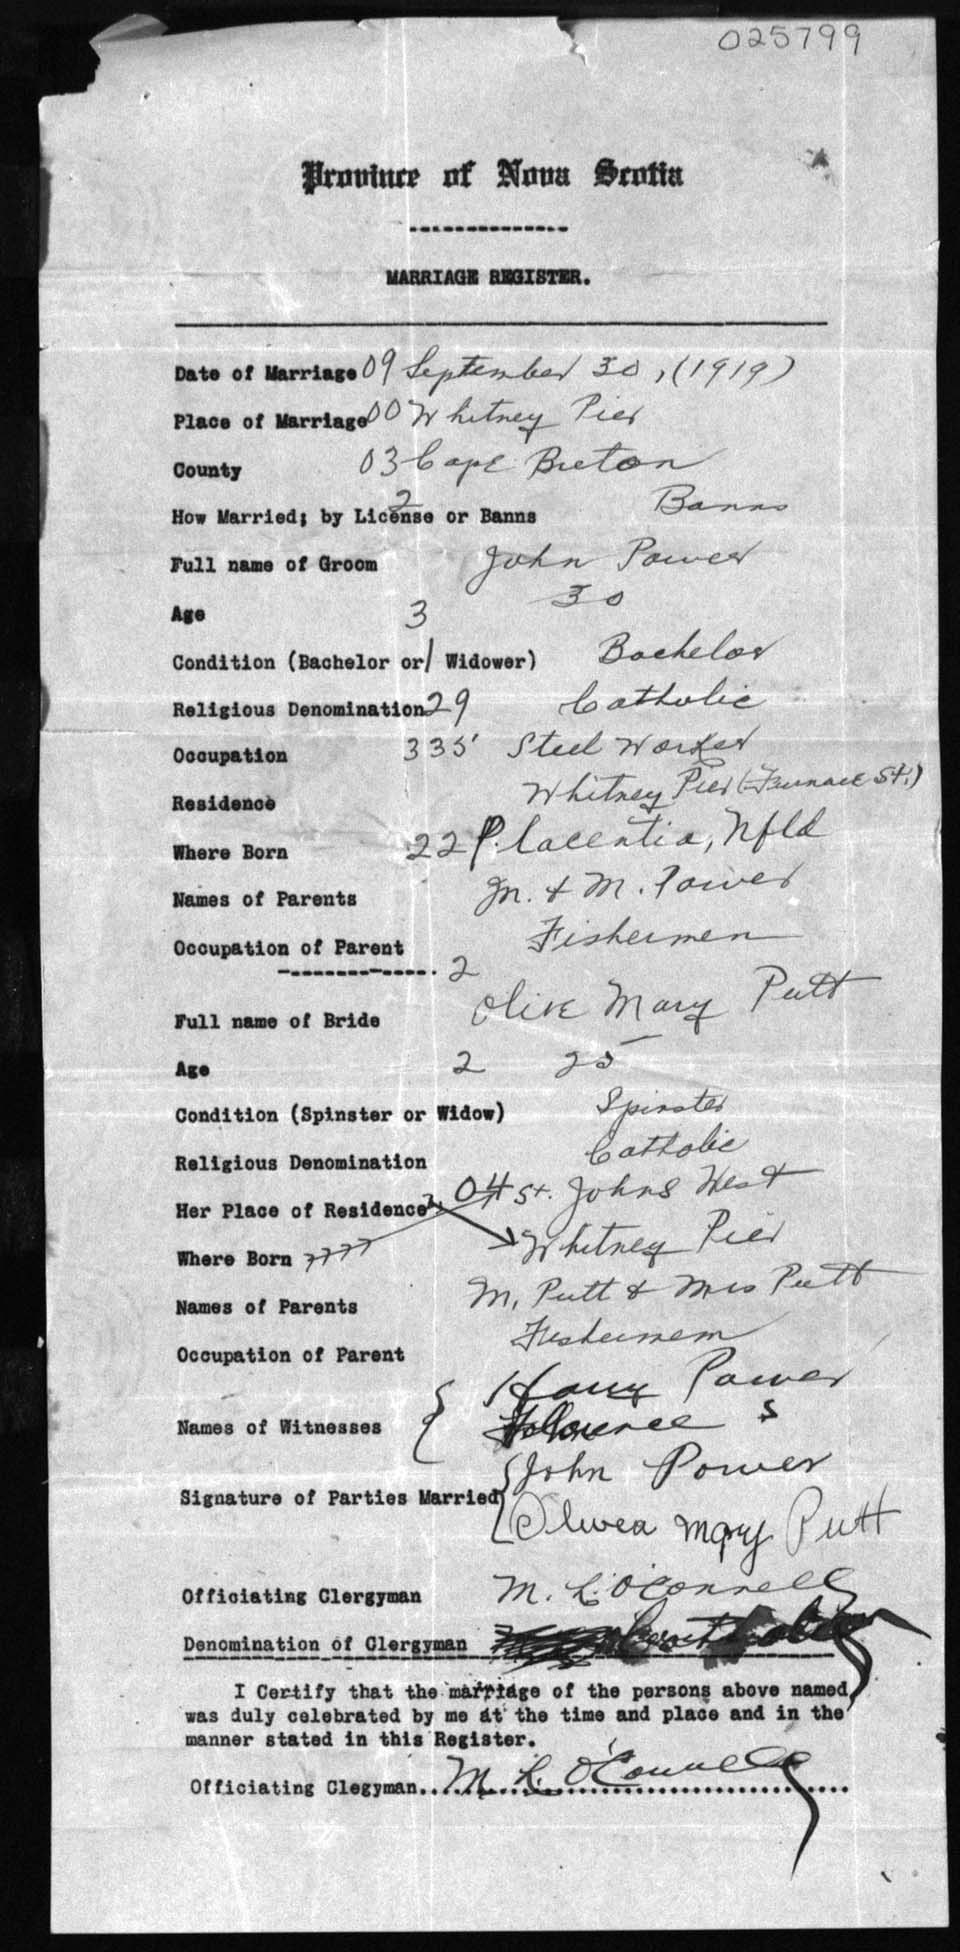 025799
Province of Nova Scotia
MARRIAGE REGISTER.
Date of Marriage 09 September 30, (1919)
Place of Marriage 00 Whitney Pier
County 03 Cape Breton
2
How Married; by License or Banns Banns
Full name of Groom John Power
Age 3 30
Condition (Bachelor or/ Widower) Bachelor
Religious Denomination 29 Catholic
Occupation 335 Steel Worker
Residence Whitney Pier (Furnace St.)
Where Born 22 Placentia, Nfld
Names of Parents M. & M. Power
Occupation of Parent Fishermen
2
Full name of Bride Olive Mary Putt
Age 2 25
Condition (Spinster or Widow) Spinster
Religious Denomination Catholic
Her Place of Residence 04 St. Johns West
Where Born Whitney Pier
Names of Parents M. Putt & Mrs Putt
Occupation of Parent Fishermem
Names of Witnesses { Harry Power
Florence S
Signature of Parties Married { John Power
Olivea Mary Putt
Officiating Clergyman M. R. O'Connell
Denomination of Clergyman Catholic
I Certify that the marriage of the persons above named
was duly celebrated by me at the time and place and in the
manner stated in this Register.
Officiating Clegyman.. M R. O'Connell